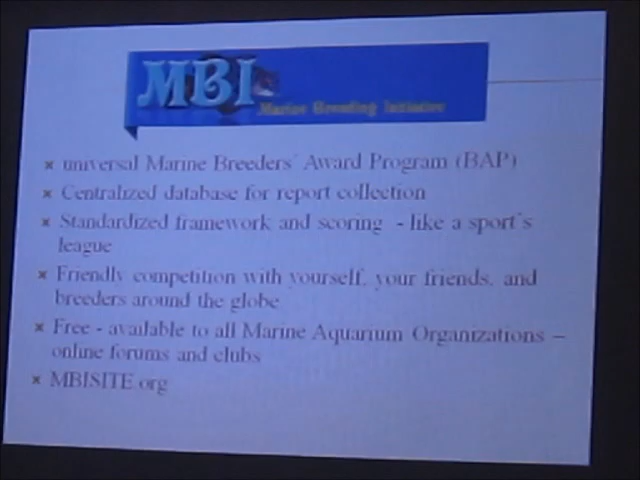 MBI
Marine Breeding Initiative
universal Marine Breeders' Award Program (BAP)
Centralized database for report collection
Standardized framework and scoring - like a sport's
league
Friendly competition with yourself, your friends, and
breeders around the globe
Free - available to all Marine Aquarium Organizations –
online forums and clubs
MBISITE.org